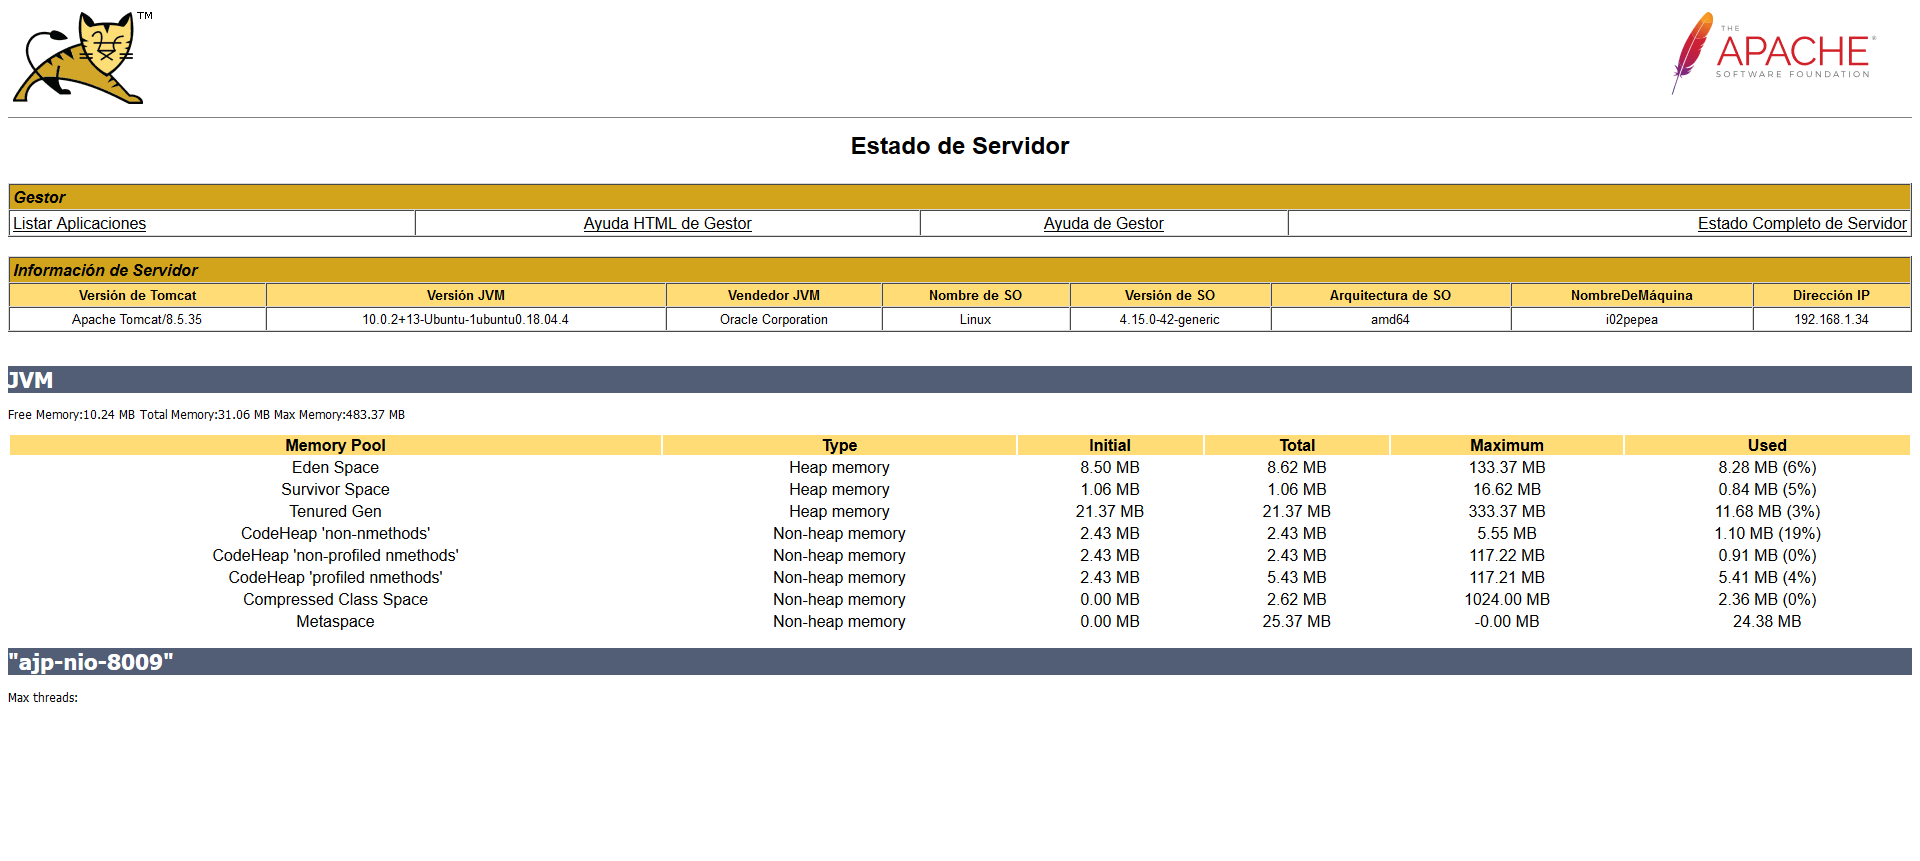 TM
THE
APACHE®
SOFTWARE FOUNDATION
Estado de Servidor
Gestor
Listar Aplicaciones Ayuda HTML de Gestor Ayuda de Gestor Estado Completo de Servidor
Información de Servidor
Versión de Tomcat Versión JVM Vendedor JVM Nombre de SO Versión de SO Arquitectura de SO NombreDeMáquina Dirección IP
Apache Tomcat/8.5.35 10.0.2+13-Ubuntu-1ubuntu0.18.04.4 Oracle Corporation Linux 4.15.0-42-generic amd64 i02pepea 192.168.1.34
JVM
Free Memory:10.24 MB Total Memory:31.06 MB Max Memory:483.37 MB
Memory Pool Type Initial Total Maximum Used
Eden Space Heap memory 8.50 MB 8.62 MB 133.37 MB 8.28 MB (6%)
Survivor Space Heap memory 1.06 MB 1.06 MB 16.62 MB 0.84 MB (5%)
Tenured Gen Heap memory 21.37 MB 21.37 MB 333.37 MB 11.68 MB (3%)
CodeHeap 'non-nmethods' Non-heap memory 2.43 MB 2.43 MB 5.55 MB 1.10 MB (19%)
CodeHeap 'non-profiled nmethods' Non-heap memory 2.43 MB 2.43 MB 117.22 MB 0.91 MB (0%)
CodeHeap 'profiled nmethods' Non-heap memory 2.43 MB 5.43 MB 117.21 MB 5.41 MB (4%)
Compressed Class Space Non-heap memory 0.00 MB 2.62 MB 1024.00 MB 2.36 MB (0%)
Metaspace Non-heap memory 0.00 MB 25.37 MB -0.00 MB 24.38 MB
"ajp-nio-8009"
Max threads: